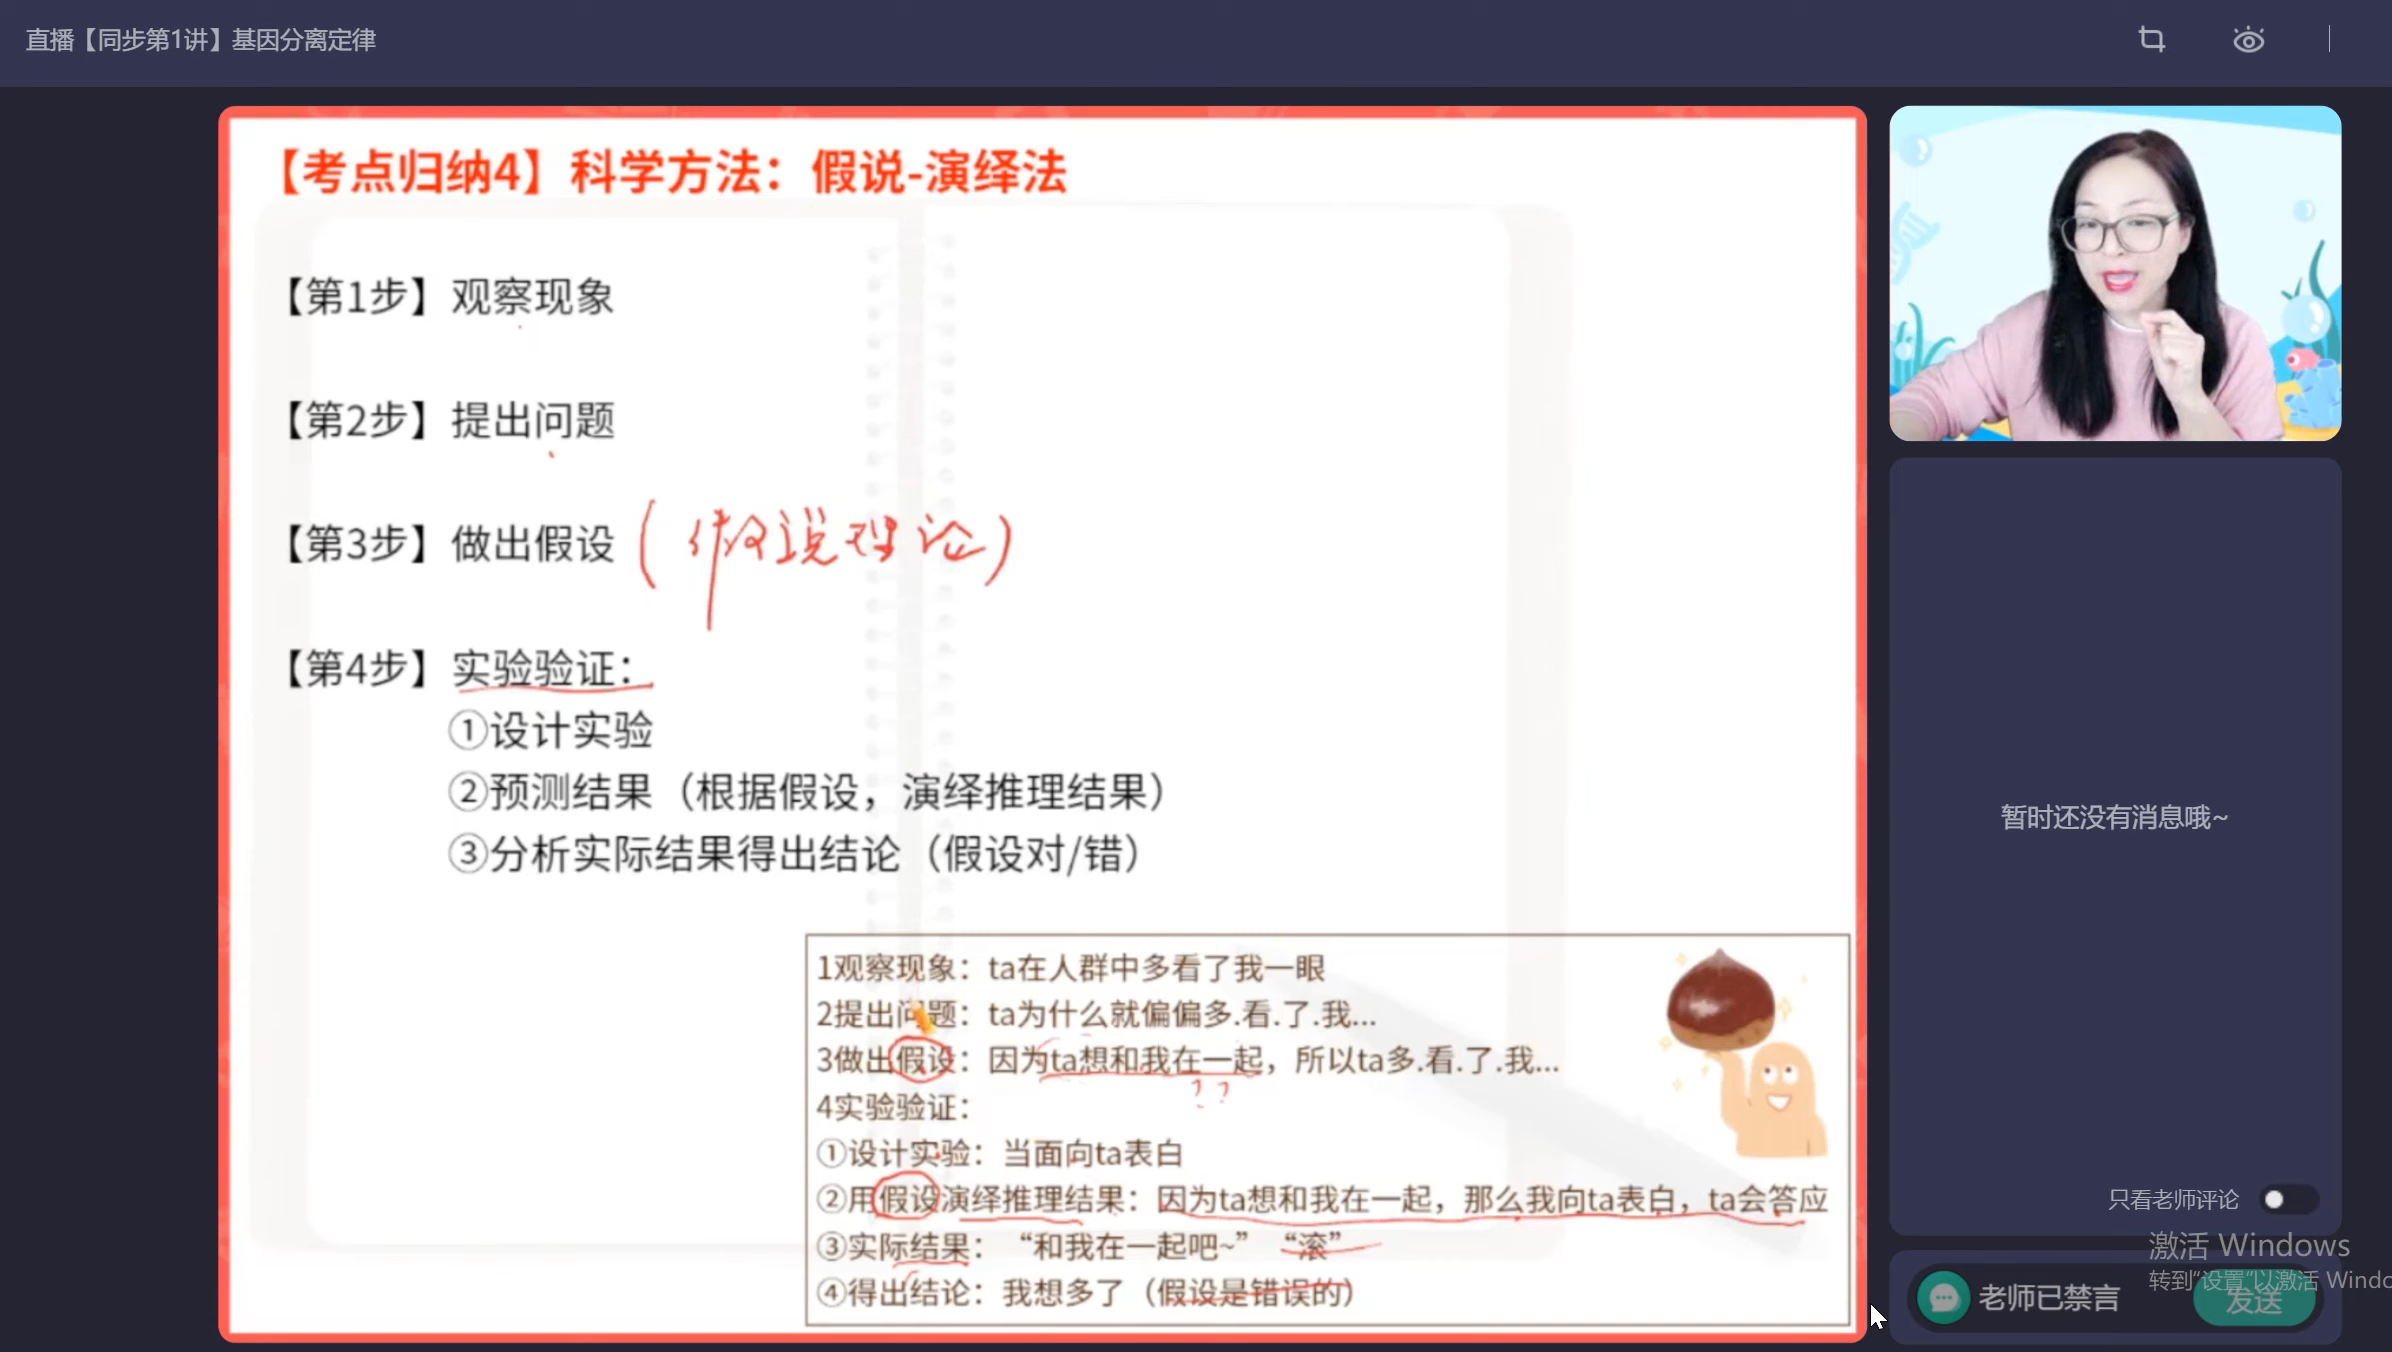 直播【同步第1讲】基因分离定律
【考点归纳4】科学方法：假说-演绎法
【第1步】观察现象
【第2步】提出问题
【第3步】做出假设（假说理论）
【第4步】实验验证：
①设计实验
②预测结果（根据假设，演绎推理结果）
③分析实际结果得出结论（假设对/错）
1观察现象：ta在人群中多看了我一眼
2提出问题：ta为什么就偏偏多.看.了.我...
3做出假设：因为ta想和我在一起，所以ta多.看.了.我...
？？
4实验验证：
①设计实验：当面向ta表白
②用假设演绎推理结果：因为ta想和我在一起，那么我向ta表白，ta会答应
③实际结果：“和我在一起吧~”“滚”
④得出结论：我想多了（假设是错误的）
暂时还没有消息哦~
只看老师评论
激活 Windows
转到“设置”以激活 Windo
老师已禁言
发送